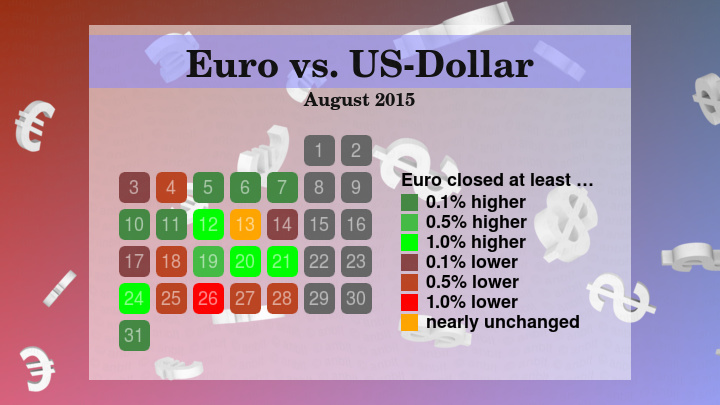 Euro vs. US-Dollar
August 2015
1 2
3 4 5 6 7 8 9
10 11 12 13 14 15 16
17 18 19 20 21 22 23
24 25 26 27 28 29 30
31
Euro closed at least …
0.1% higher
0.5% higher
1.0% higher
0.1% lower
0.5% lower
1.0% lower
nearly unchanged